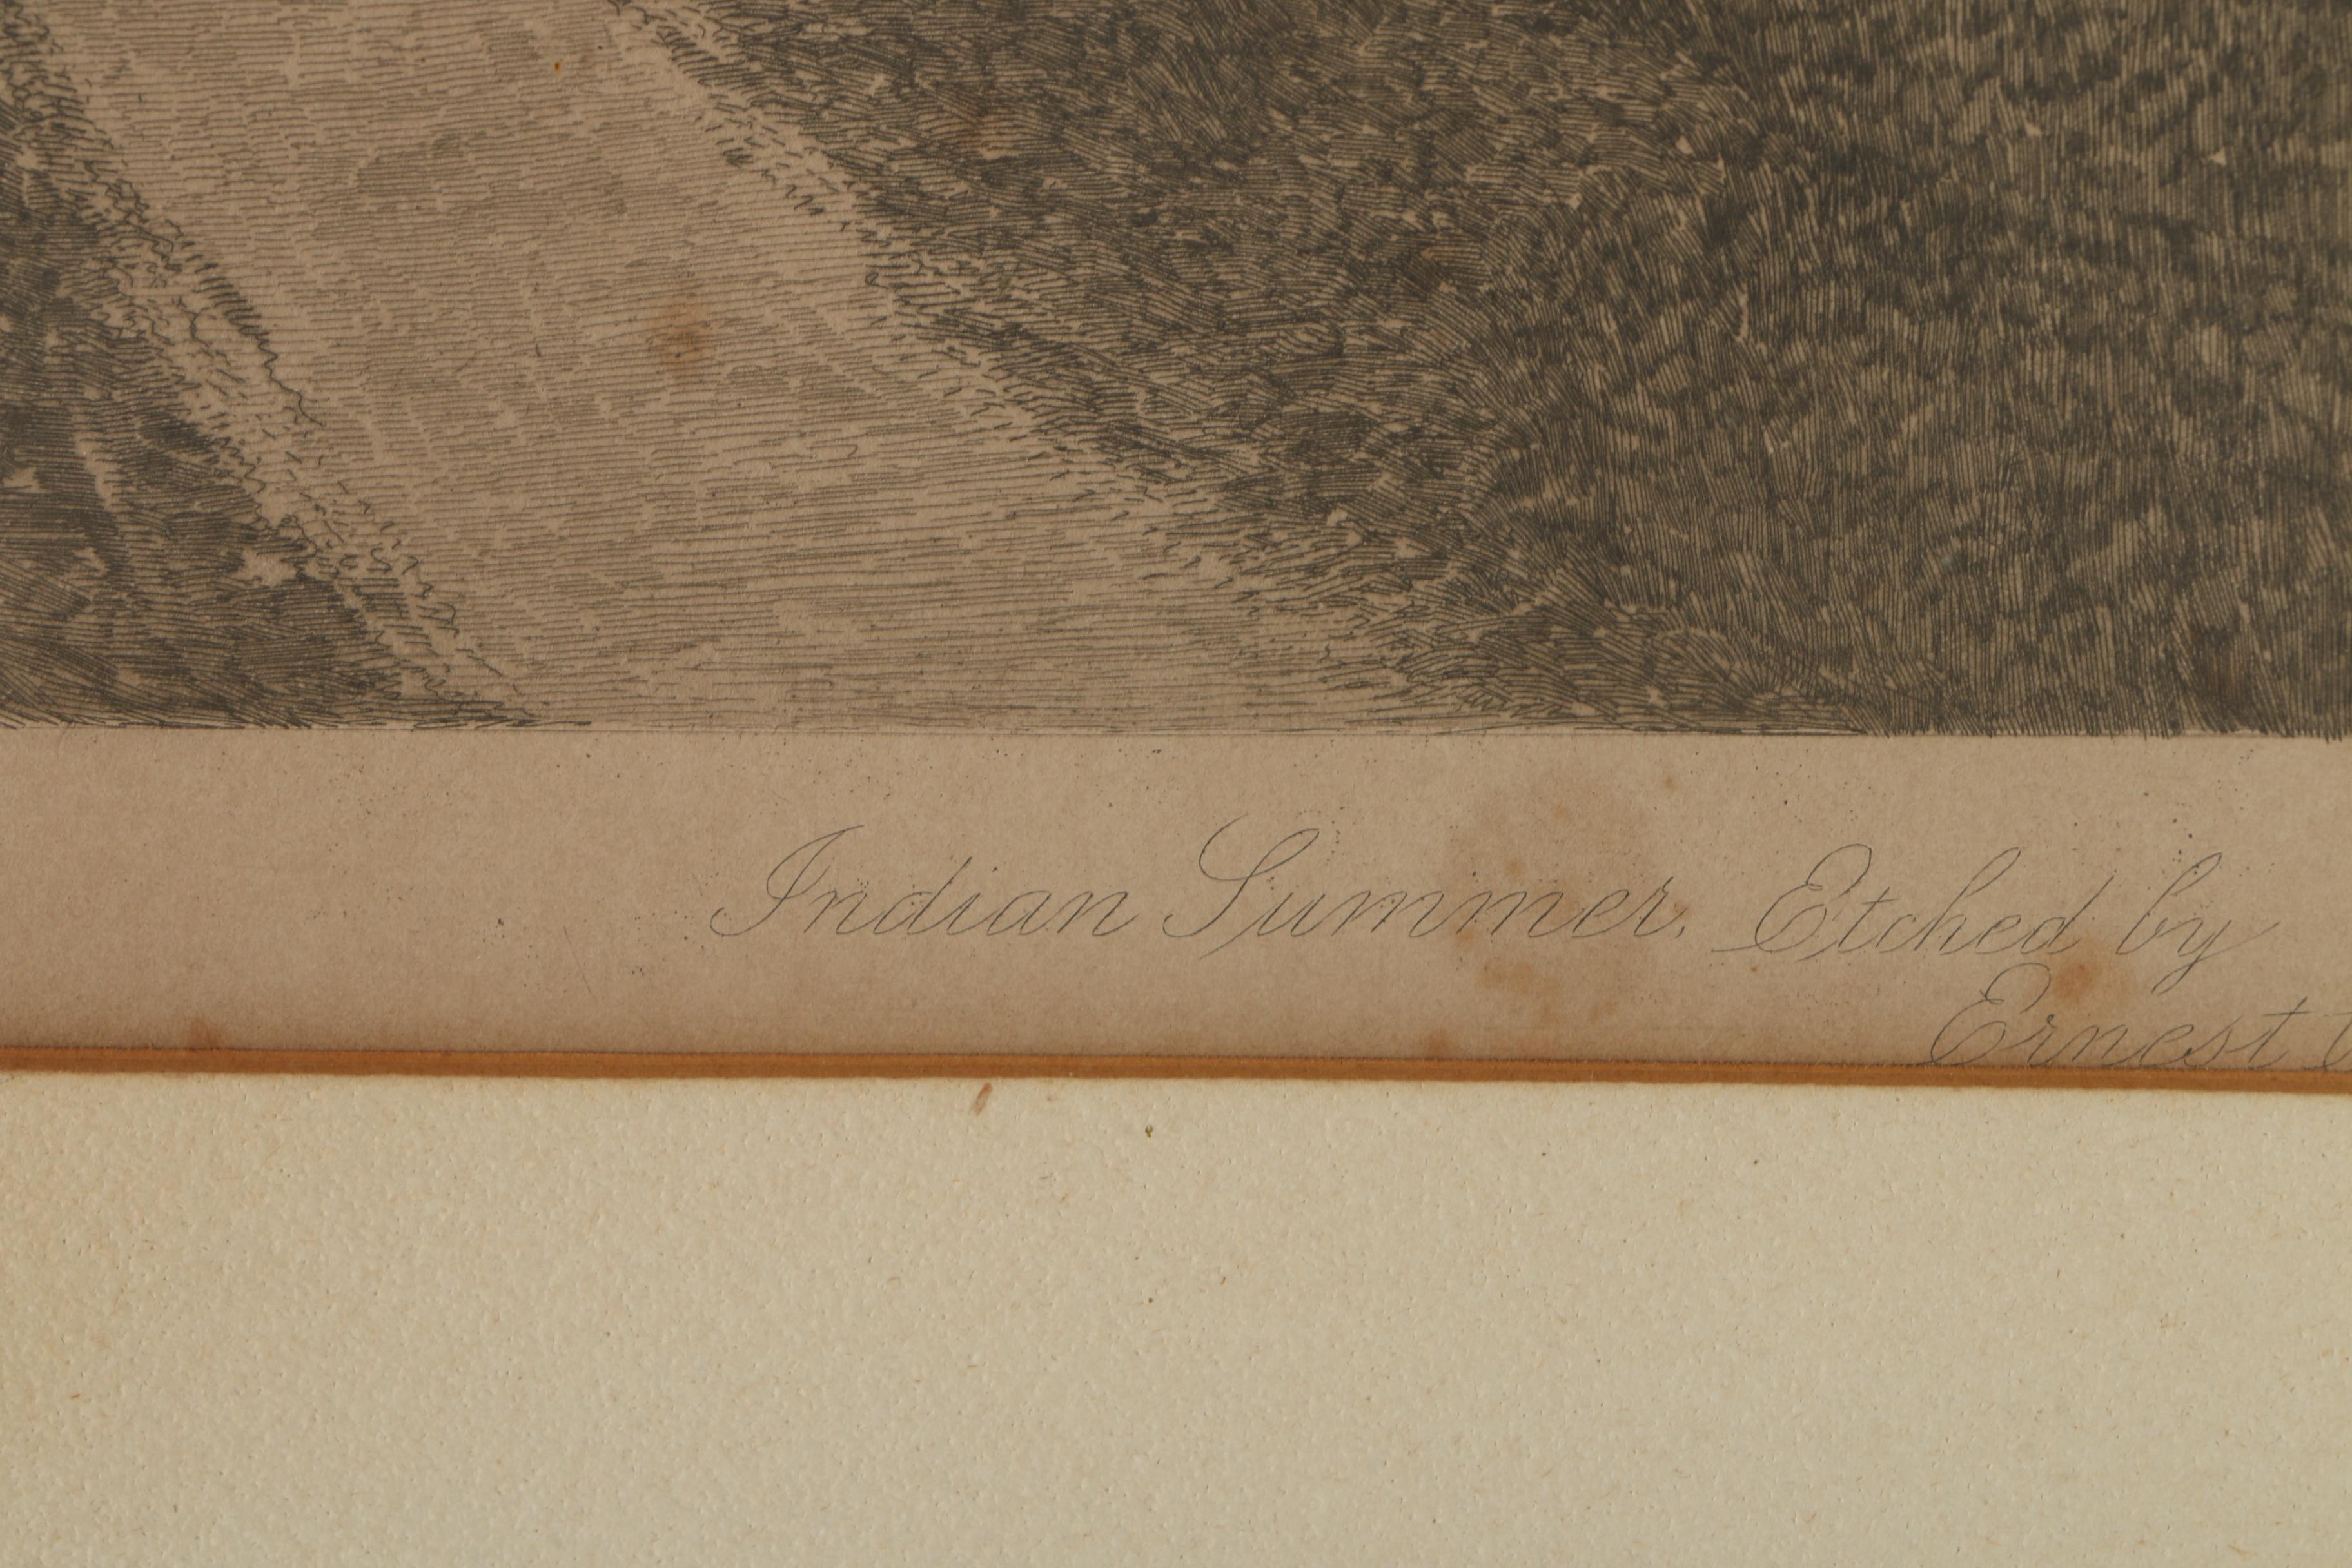 Indian Summer. Etched by
Ernest